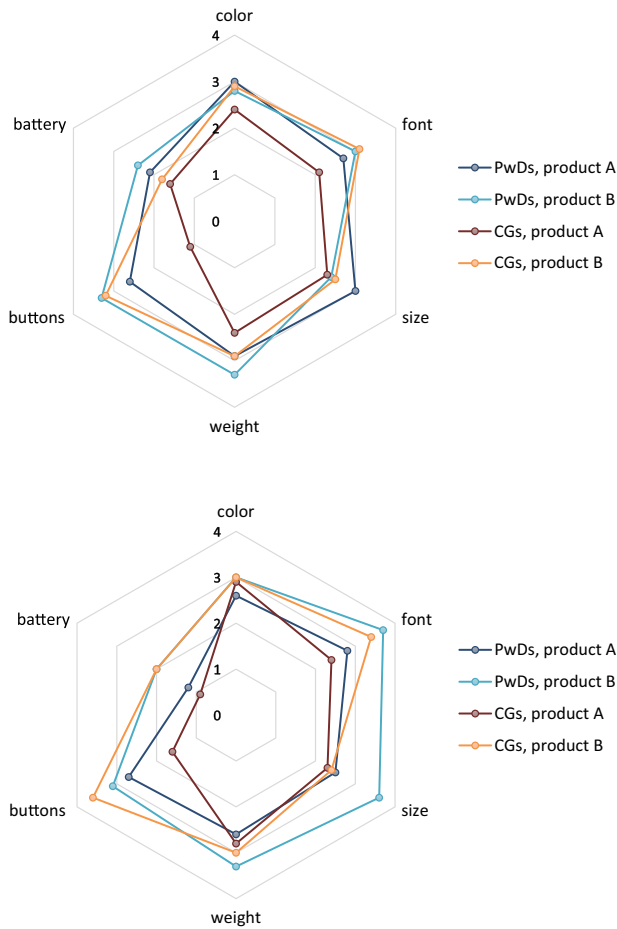 color
4
3
battery
font
2
PwDs, product A
1
PwDs, product B
0
CGs, product A
CGs, product B
buttons
size
weight
color
4
3
battery
font
2
PwDs, product A
1
PwDs, product B
0
CGs, product A
CGs, product B
buttons
size
weight